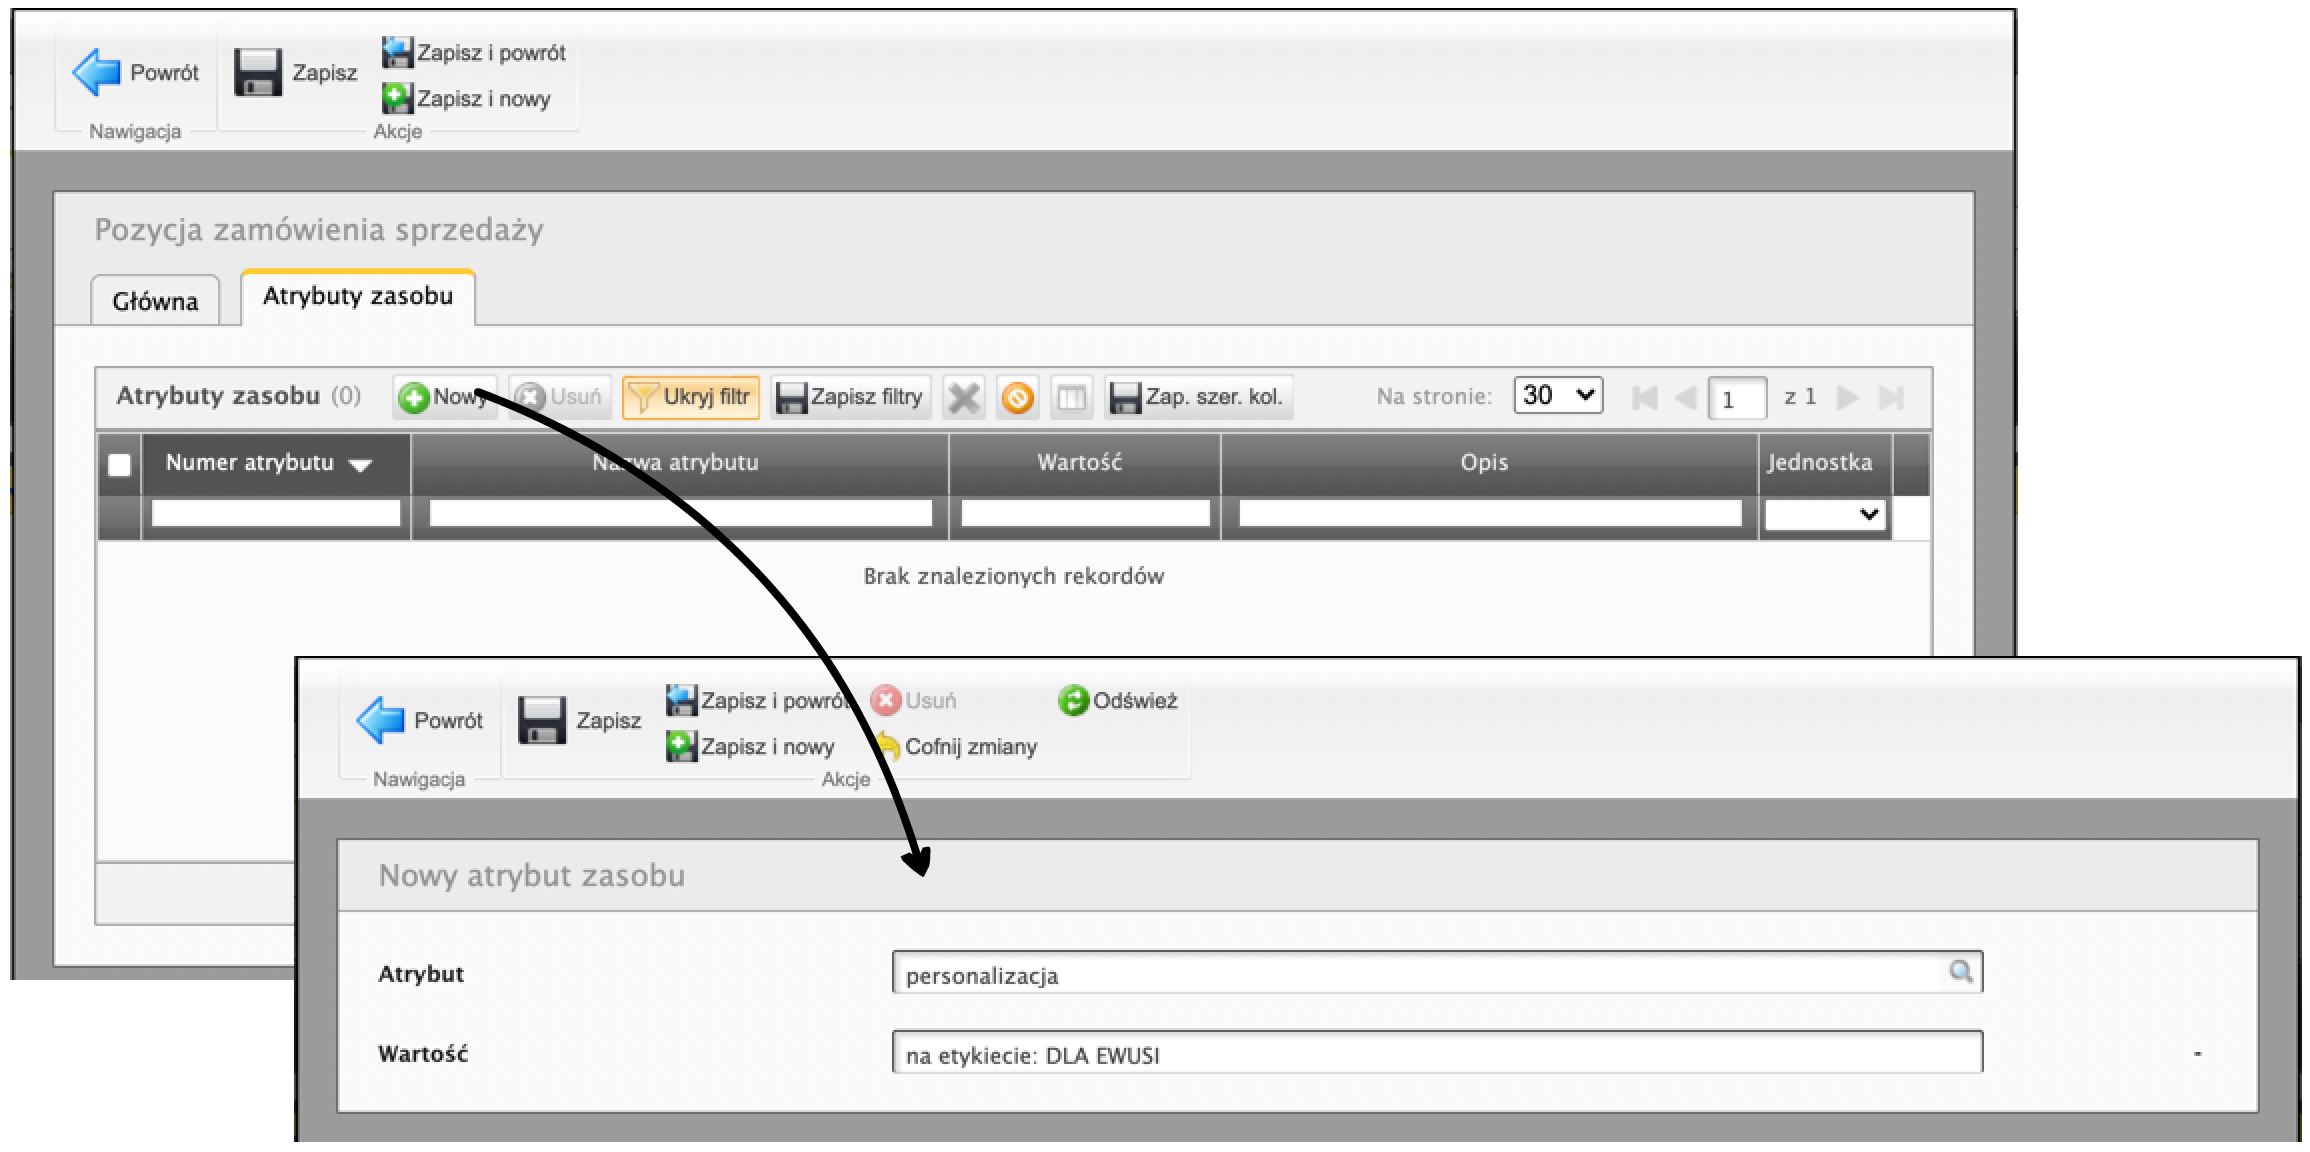 Powrót Zapisz Zapisz i powrót
Zapisz i nowy
Nawigacja Akcje
Pozycja zamówienia sprzedaży
Główna Atrybuty zasobu
Atrybuty zasobu (0) Nowy Usuń Ukryj filtr Zapisz filtry Zap. szer. kol. Na stronie: 30 1 z 1
Numer atrybutu Nazwa atrybutu Wartość Opis Jednostka
Brak znalezionych rekordów
Powrót Zapisz Zapisz i powrót Usuń Odśwież
Zapisz i nowy Cofnij zmiany
Nawigacja Akcje
Nowy atrybut zasobu
Atrybut personalizacja
Wartość na etykiecie: DLA EWUSI -